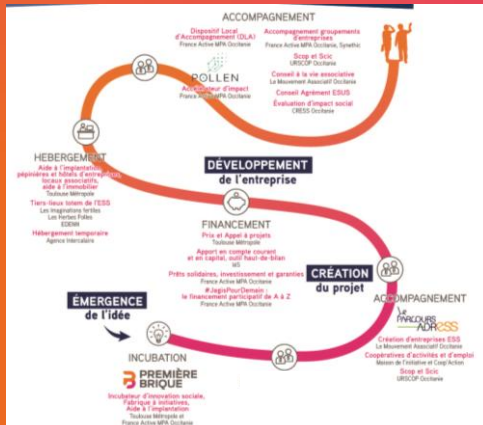 ACCOMPAGNEMENT
Dispositif Local
d'Accompagnement (DLA)
France Active MPA Occitanie
POLLEN
Accélérateur d'impact
France Active MPA Occitanie
Accompagnement groupements
d'entreprises
France Active MPA Occitanie, Synethic
Scop et Scic
URSCOP Occitanie
Conseil à la vie associative
Le Mouvement Associatif Occitanie
Conseil Agrément ESUS
Évaluation d'impact social
CRESS Occitanie
HEBERGEMENT
Aide à l'implantation,
pépinières et hôtels d'entreprises,
locaux associatifs,
aide à l'immobilier
Toulouse Métropole
Tiers-lieux totem de l'ESS
Les Imaginations fertiles
Les Herbes Folles
EDENN
Hébergement temporaire
Agence Intercalaire
DÉVELOPPEMENT
de l'entreprise
FINANCEMENT
Prix et Appel à projets
Toulouse Métropole
Apport en compte courant
et en capital, outil haut-de-bilan
Prêts solidaires, investissement et garanties
France Active MPA Occitanie
#JagisPourDemain :
le financement participatif de A à Z
France Active MPA Occitanie
CRÉATION
du projet
ACCOMPAGNEMENT
Le
PARCOURS
ADRESS
Création d'entreprises ESS
Le Mouvement Associatif Occitanie
Coopératives d'activités et d'emploi
Maison de l'Initiative et Coop'Action
Scop et Scic
URSCOP Occitanie
ÉMERGENCE
de l'idée
INCUBATION
PREMIÈRE
BRIQUE
Incubateur d'innovation sociale,
Fabrique à initiatives,
Aide à l'implantation
Toulouse Métropole et
France Active MPA Occitanie